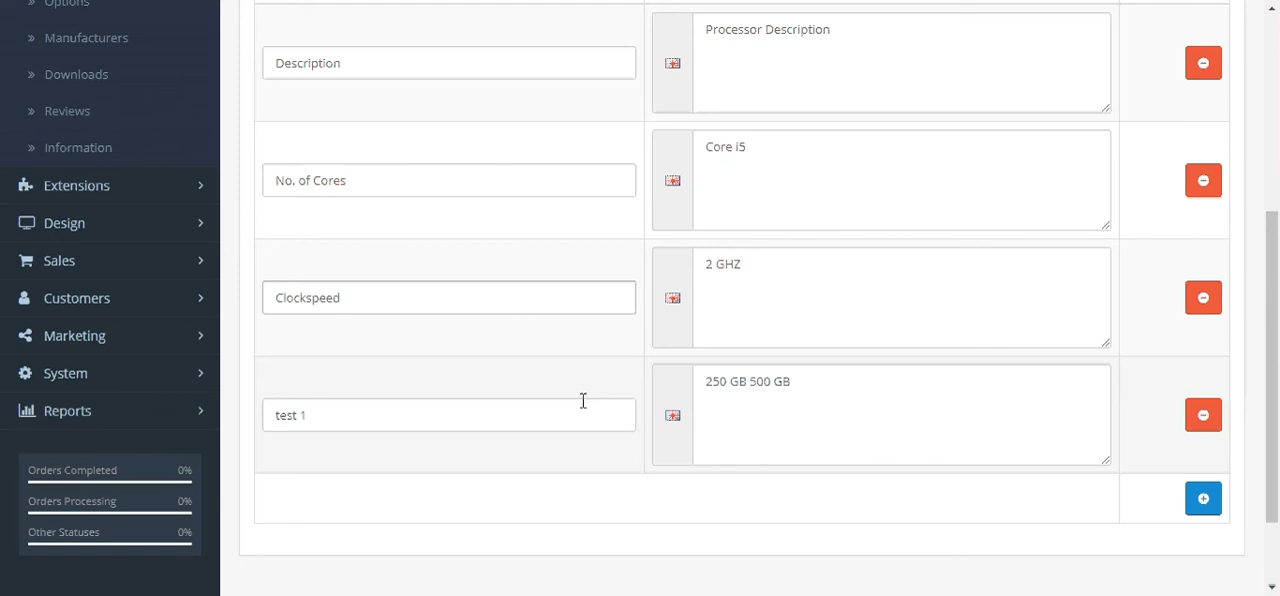 Options
Manufacturers
Downloads
Reviews
Information
Extensions
Design
Sales
Customers
Marketing
System
Reports
Orders Completed 0%
Orders Processing 0%
Other Statuses 0%
Description
Processor Description
No. of Cores
Core i5
Clockspeed
2 GHZ
test 1
250 GB 500 GB